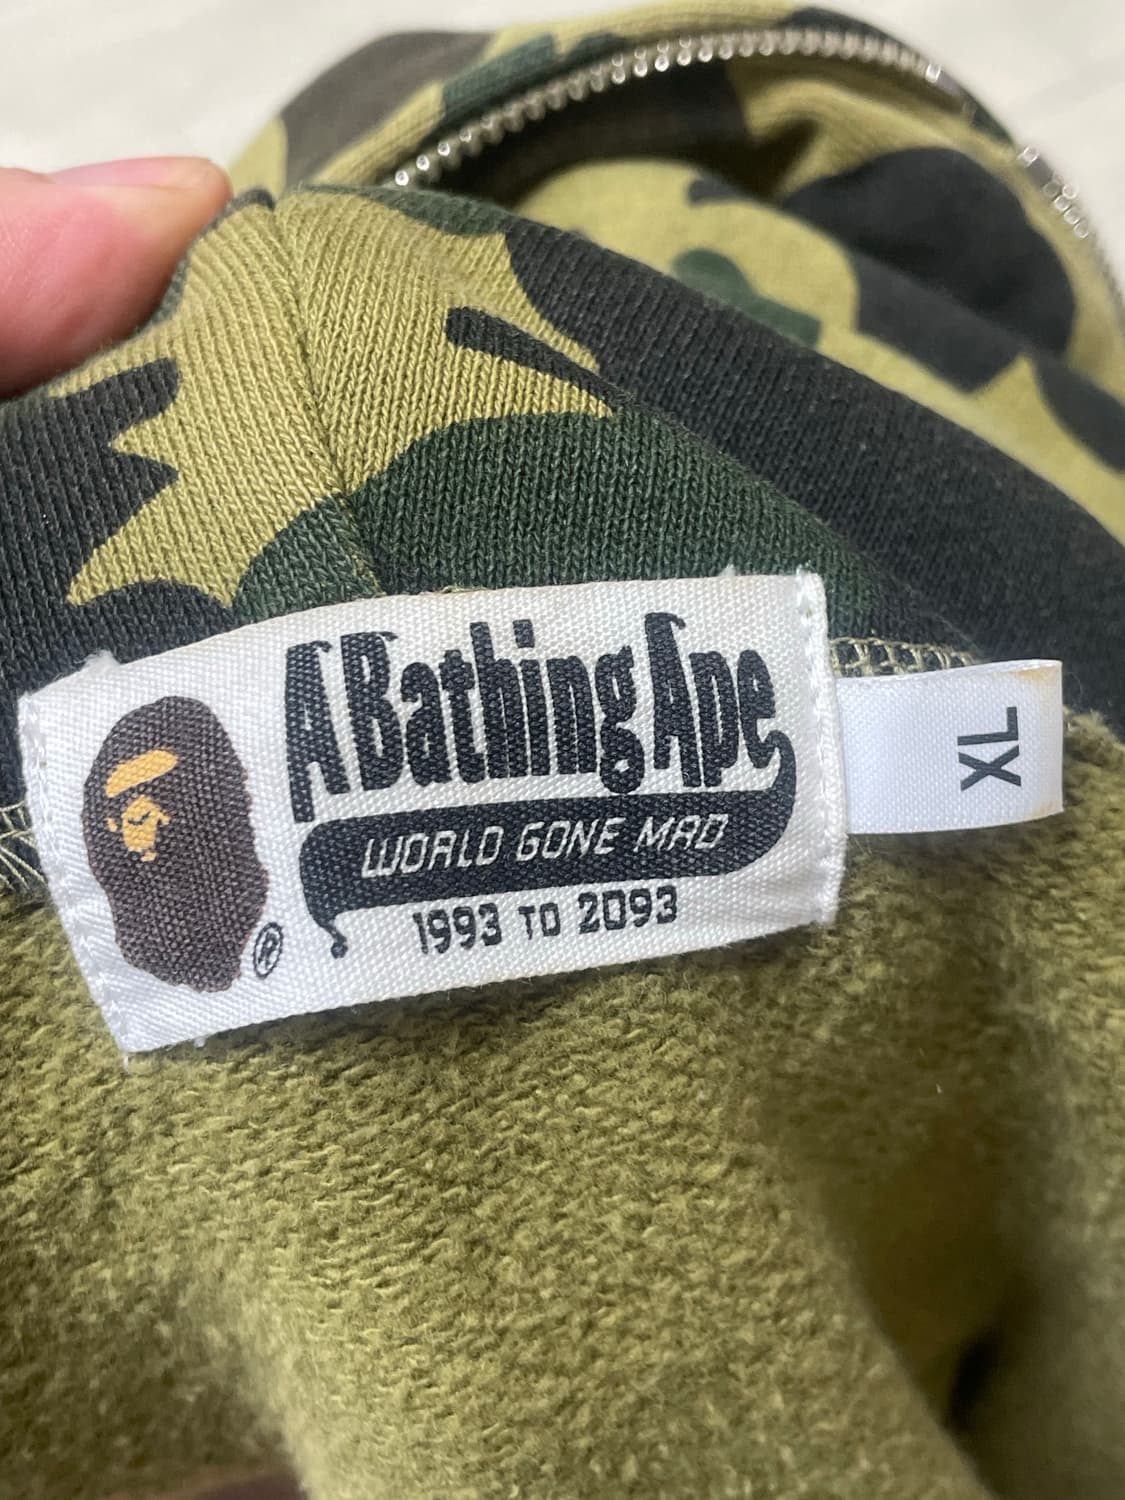 A Bathing Ape
WORLD GONE MAD
1993 TO 2093
®
XL